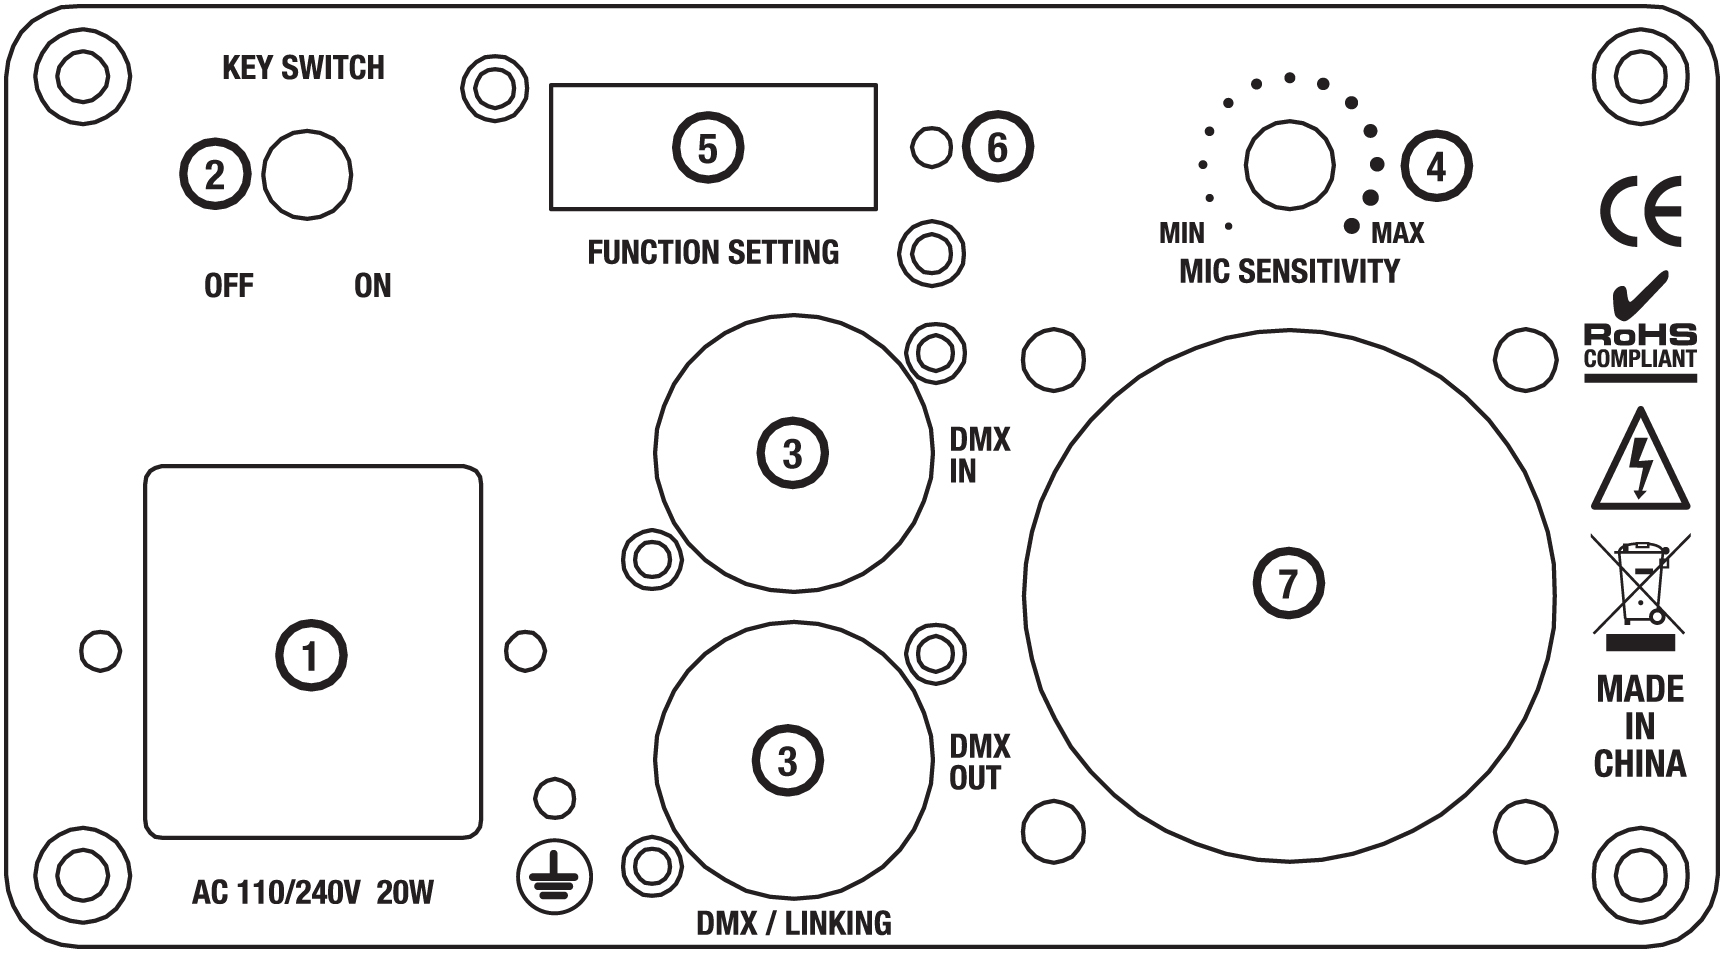 KEY SWITCH
2
OFF ON
5
6
FUNCTION SETTING
4
MIN MAX
MIC SENSITIVITY
CE
RoHS
COMPLIANT
3
DMX
IN
1
7
3
DMX
OUT
MADE
IN
CHINA
AC 110/240V 20W
DMX / LINKING